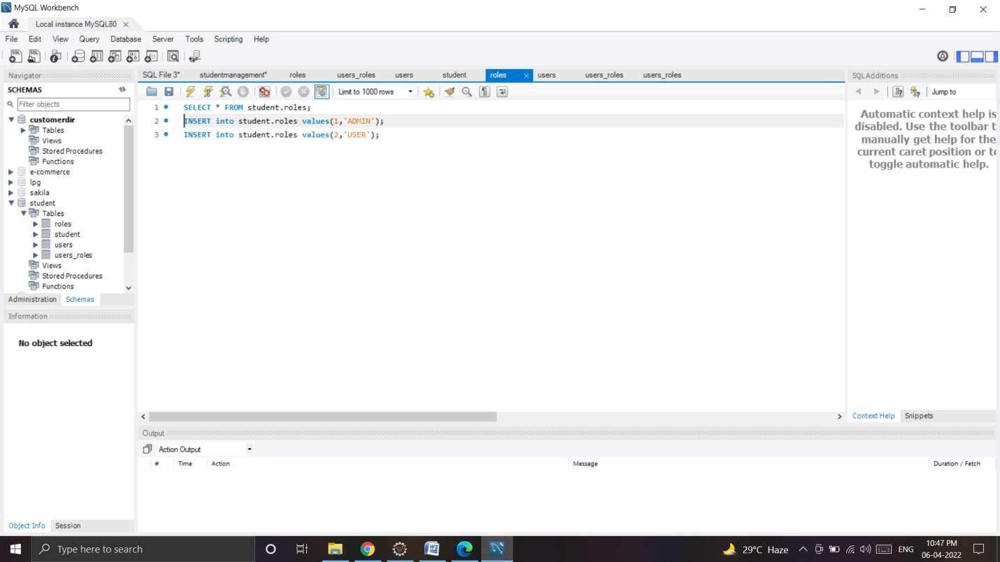 MySQL Workbench
Local instance MySQL80
File Edit View Query Database Server Tools Scripting Help
Navigator
SCHEMAS
Filter objects
customerdir
Tables
Views
Stored Procedures
Functions
e-commerce
lpg
sakila
student
Tables
roles
student
users
users_roles
Views
Stored Procedures
Functions
Administration Schemas
Information
No object selected
Object Info Session
SQL File 3* studentmanagement* roles users_roles users student roles users users_roles users_roles
Limit to 1000 rows
1 SELECT * FROM student.roles;
2 INSERT into student.roles values(1,'ADMIN');
3 INSERT into student.roles values(2,'USER');
Output
Action Output
# Time Action Message Duration / Fetch
SQLAdditions
Jump to
Automatic context help is
disabled. Use the toolbar t
manually get help for the
current caret position or to
toggle automatic help.
Context Help Snippets
Type here to search
29°C Haze
ENG
10:47 PM
06-04-2022